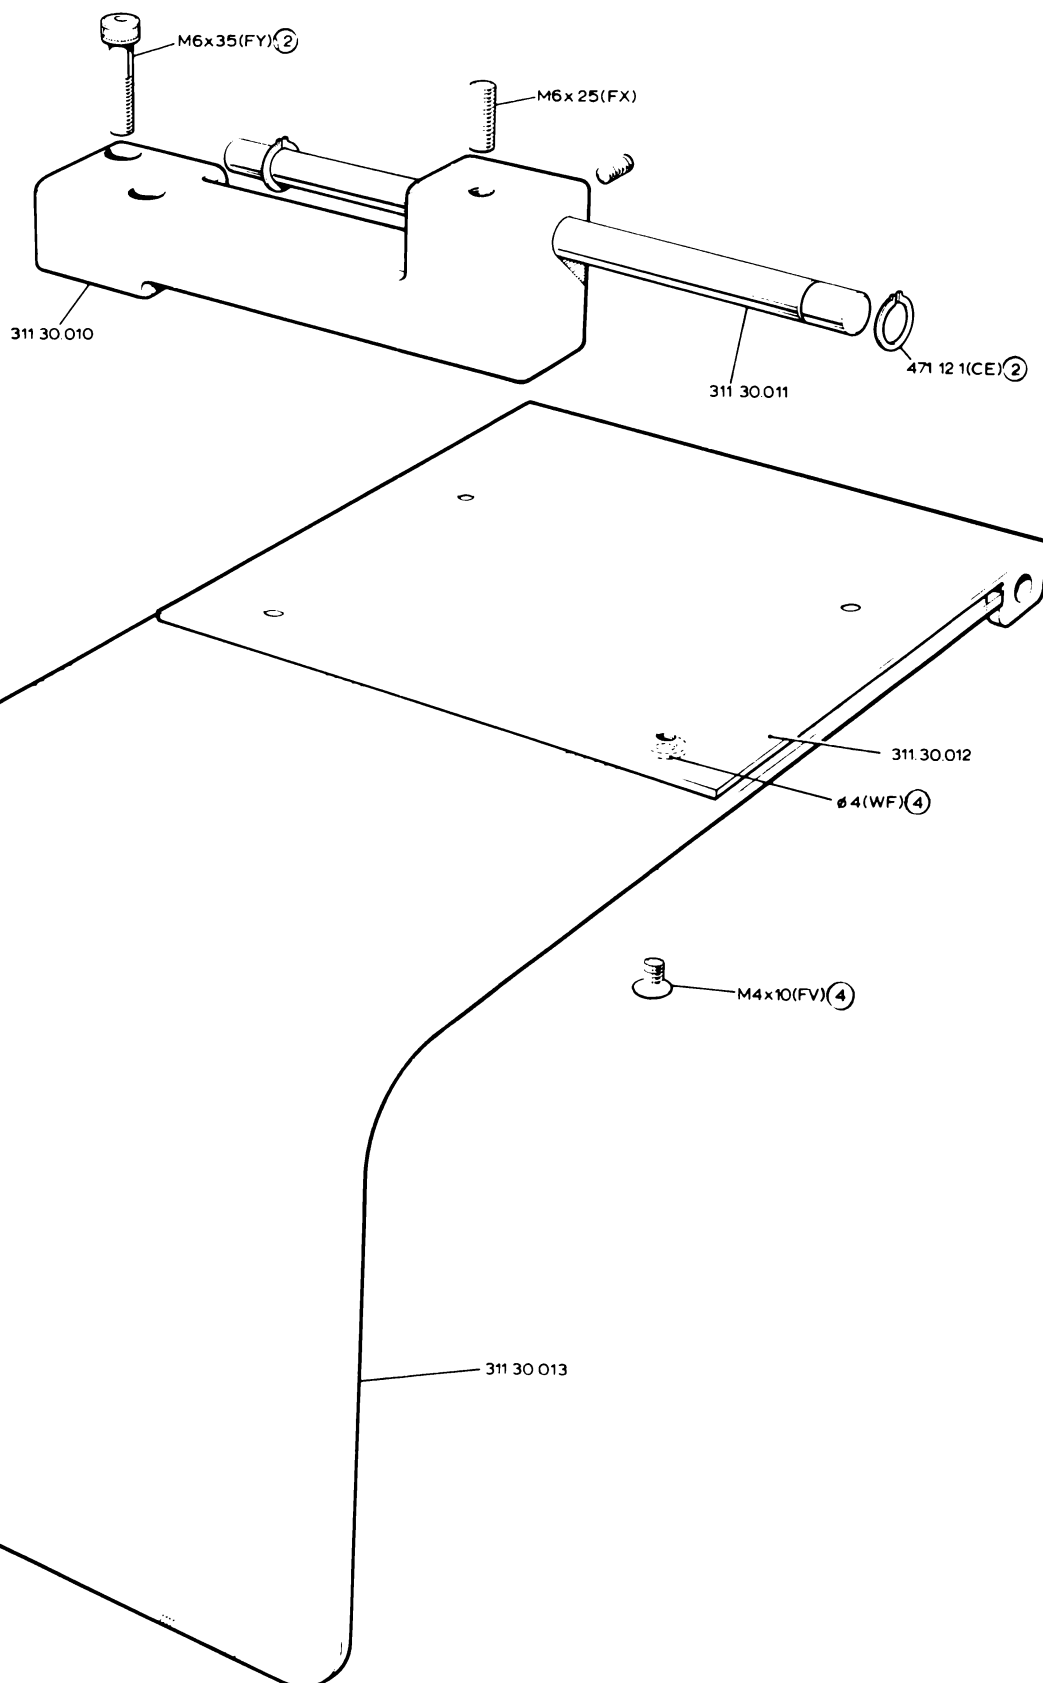 M6x35(FY) 2
M6x25(FX)
311 30.010
471 12 1(CE) 2
311 30.011
311.30.012
ø4(WF) 4
M4x10(FV) 4
311 30 013